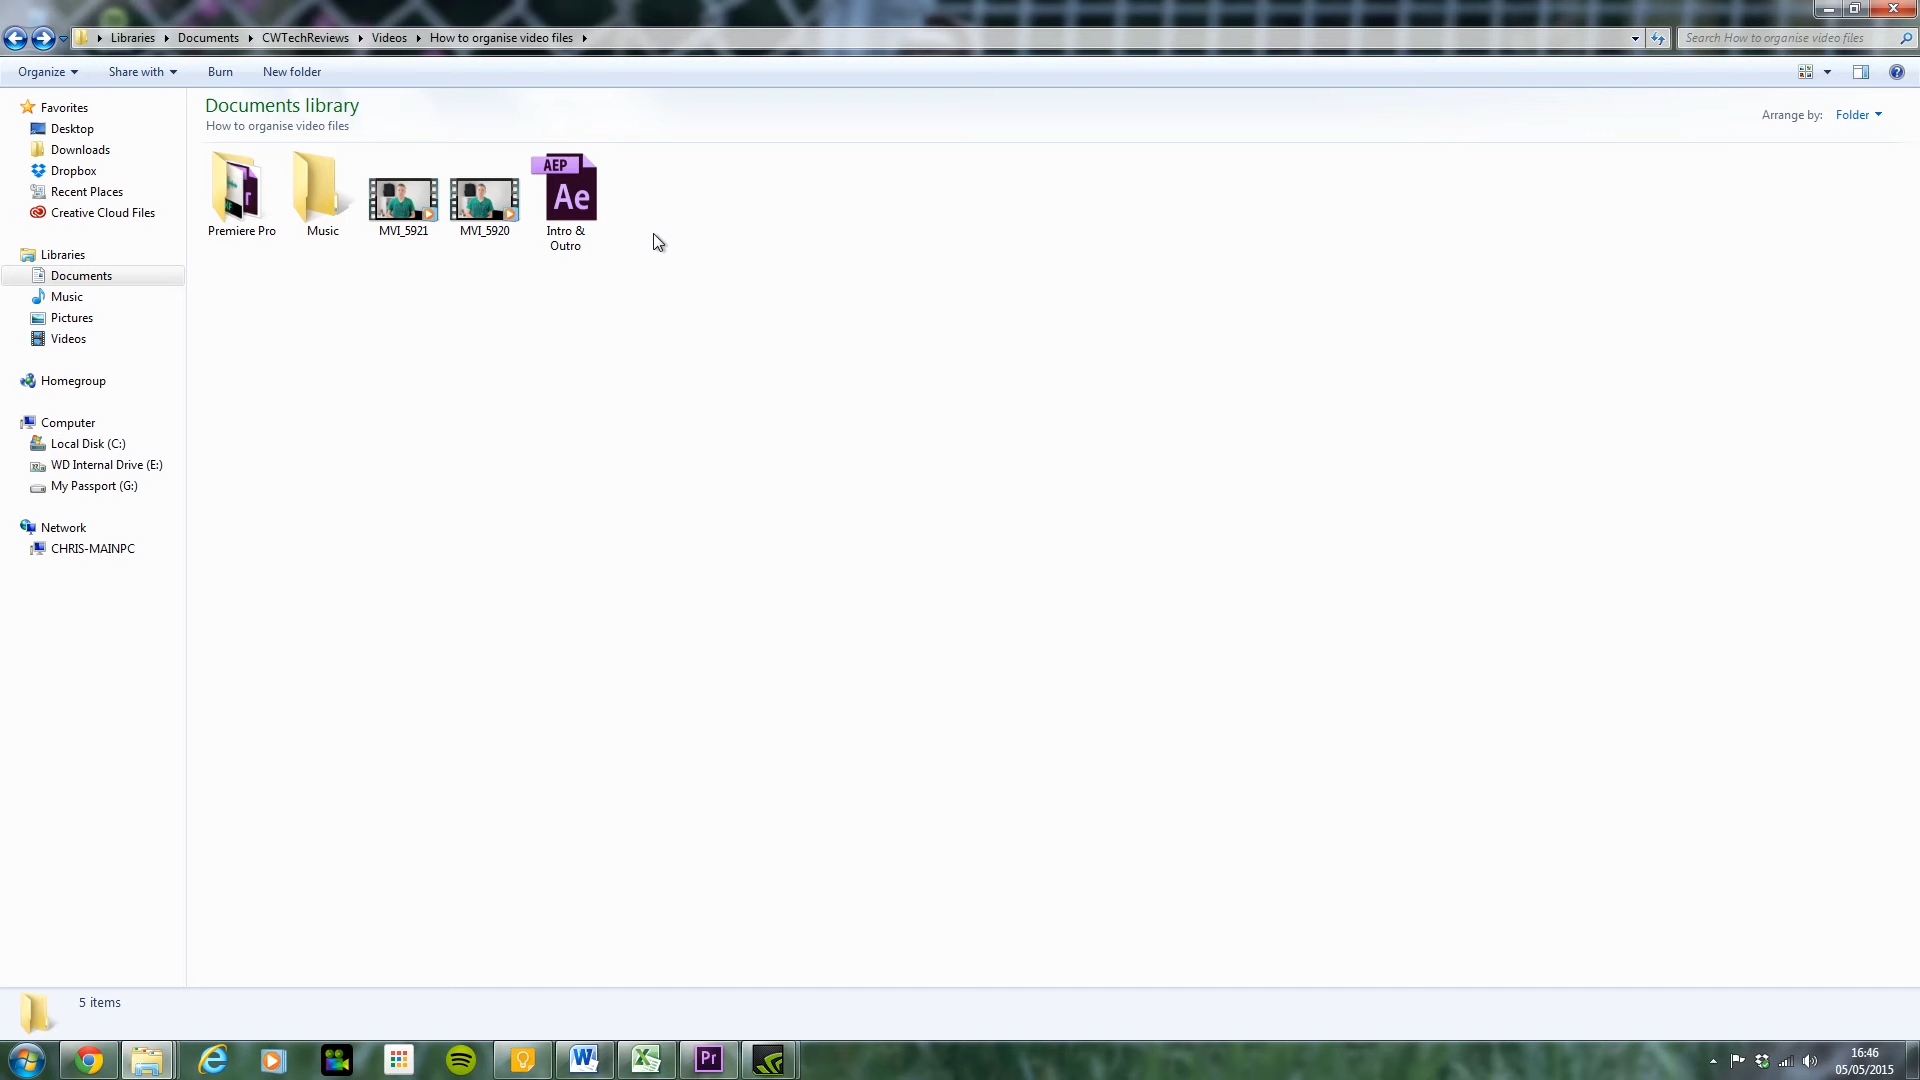 Libraries Documents CWTechReviews Videos How to organise video files
Search How to organise video files
Organize Share with Burn New folder
Favorites
Desktop
Downloads
Dropbox
Recent Places
Creative Cloud Files
Libraries
Documents
Music
Pictures
Videos
Homegroup
Computer
Local Disk (C:)
WD Internal Drive (E:)
My Passport (G:)
Network
CHRIS-MAINPC
Documents library
How to organise video files
Arrange by: Folder
AEP
Ae
Premiere Pro
Music
MVI_5921
MVI_5920
Intro &
Outro
5 items
Pr
16:46
05/05/2015